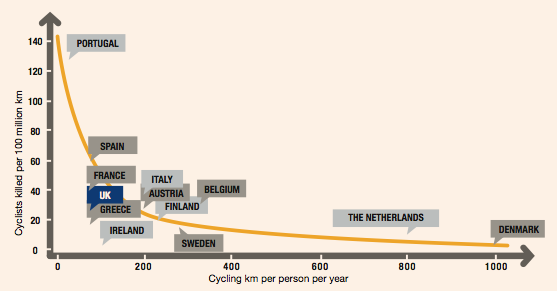 Cyclists killed per 100 million km
140
120
100
80
60
40
20
0
PORTUGAL
SPAIN
FRANCE
ITALY
UK
AUSTRIA
BELGIUM
GREECE
FINLAND
IRELAND
SWEDEN
THE NETHERLANDS
DENMARK
0 200 400 600 800 1000
Cycling km per person per year